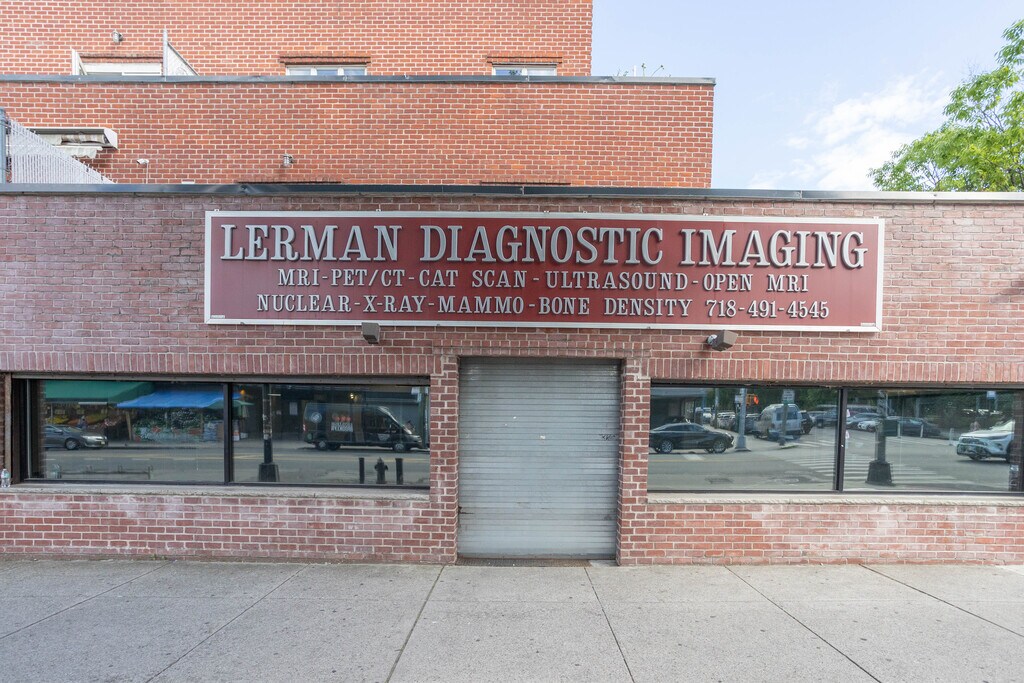 LERMAN DIAGNOSTIC IMAGING
MRI-PET/CT-CAT SCAN-ULTRASOUND-OPEN MRI
NUCLEAR-X-RAY-MAMMO-BONE DENSITY 718-491-4545